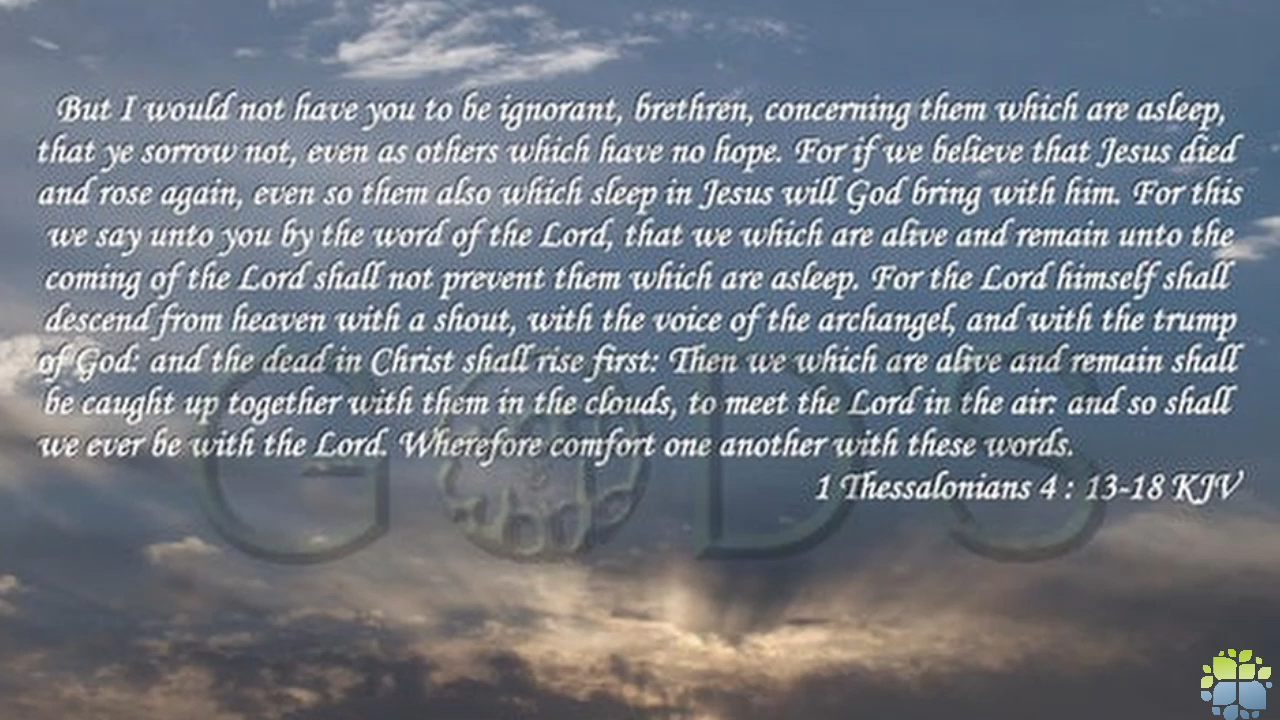 But I would not have you to be ignorant, brethren, concerning them which are asleep,
that ye sorrow not, even as others which have no hope. For if we believe that Jesus died
and rose again, even so them also which sleep in Jesus will God bring with him. For this
we say unto you by the word of the Lord, that we which are alive and remain unto the
coming of the Lord shall not prevent them which are asleep. For the Lord himself shall
descend from heaven with a shout, with the voice of the archangel, and with the trump
of God: and the dead in Christ shall rise first: Then we which are alive and remain shall
be caught up together with them in the clouds, to meet the Lord in the air: and so shall
we ever be with the Lord. Wherefore comfort one another with these words.
1 Thessalonians 4 : 13-18 KJV
GODS